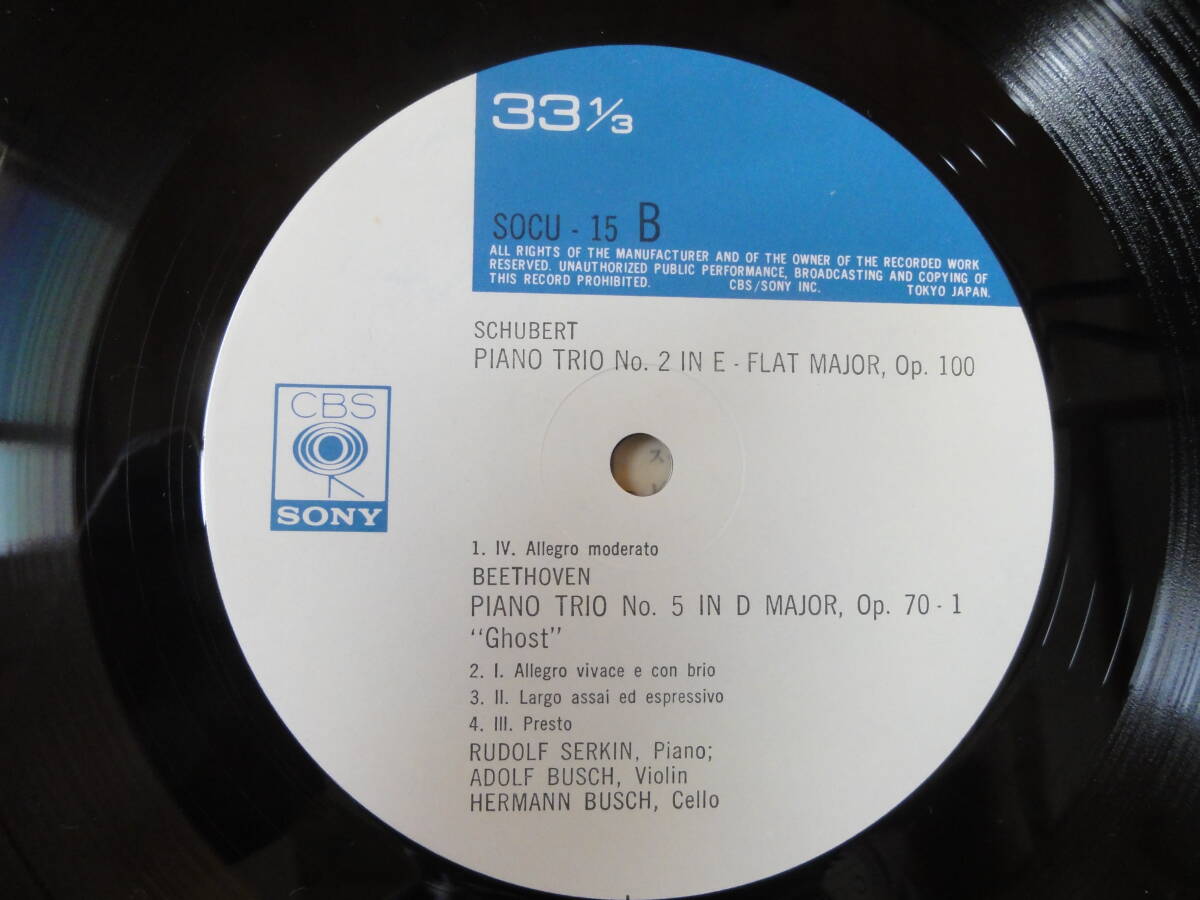 33 1/3
SOCU - 15 B
ALL RIGHTS OF THE MANUFACTURER AND OF THE OWNER OF THE RECORDED WORK
RESERVED. UNAUTHORIZED PUBLIC PERFORMANCE, BROADCASTING AND COPYING OF
THIS RECORD PROHIBITED. CBS/SONY INC. TOKYO JAPAN.
SCHUBERT
PIANO TRIO No. 2 IN E - FLAT MAJOR, Op. 100
CBS
SONY
1. IV. Allegro moderato
BEETHOVEN
PIANO TRIO No. 5 IN D MAJOR, Op. 70 - 1
"Ghost"
2. I. Allegro vivace e con brio
3. II. Largo assai ed espressivo
4. III. Presto
RUDOLF SERKIN, Piano;
ADOLF BUSCH, Violin
HERMANN BUSCH, Cello